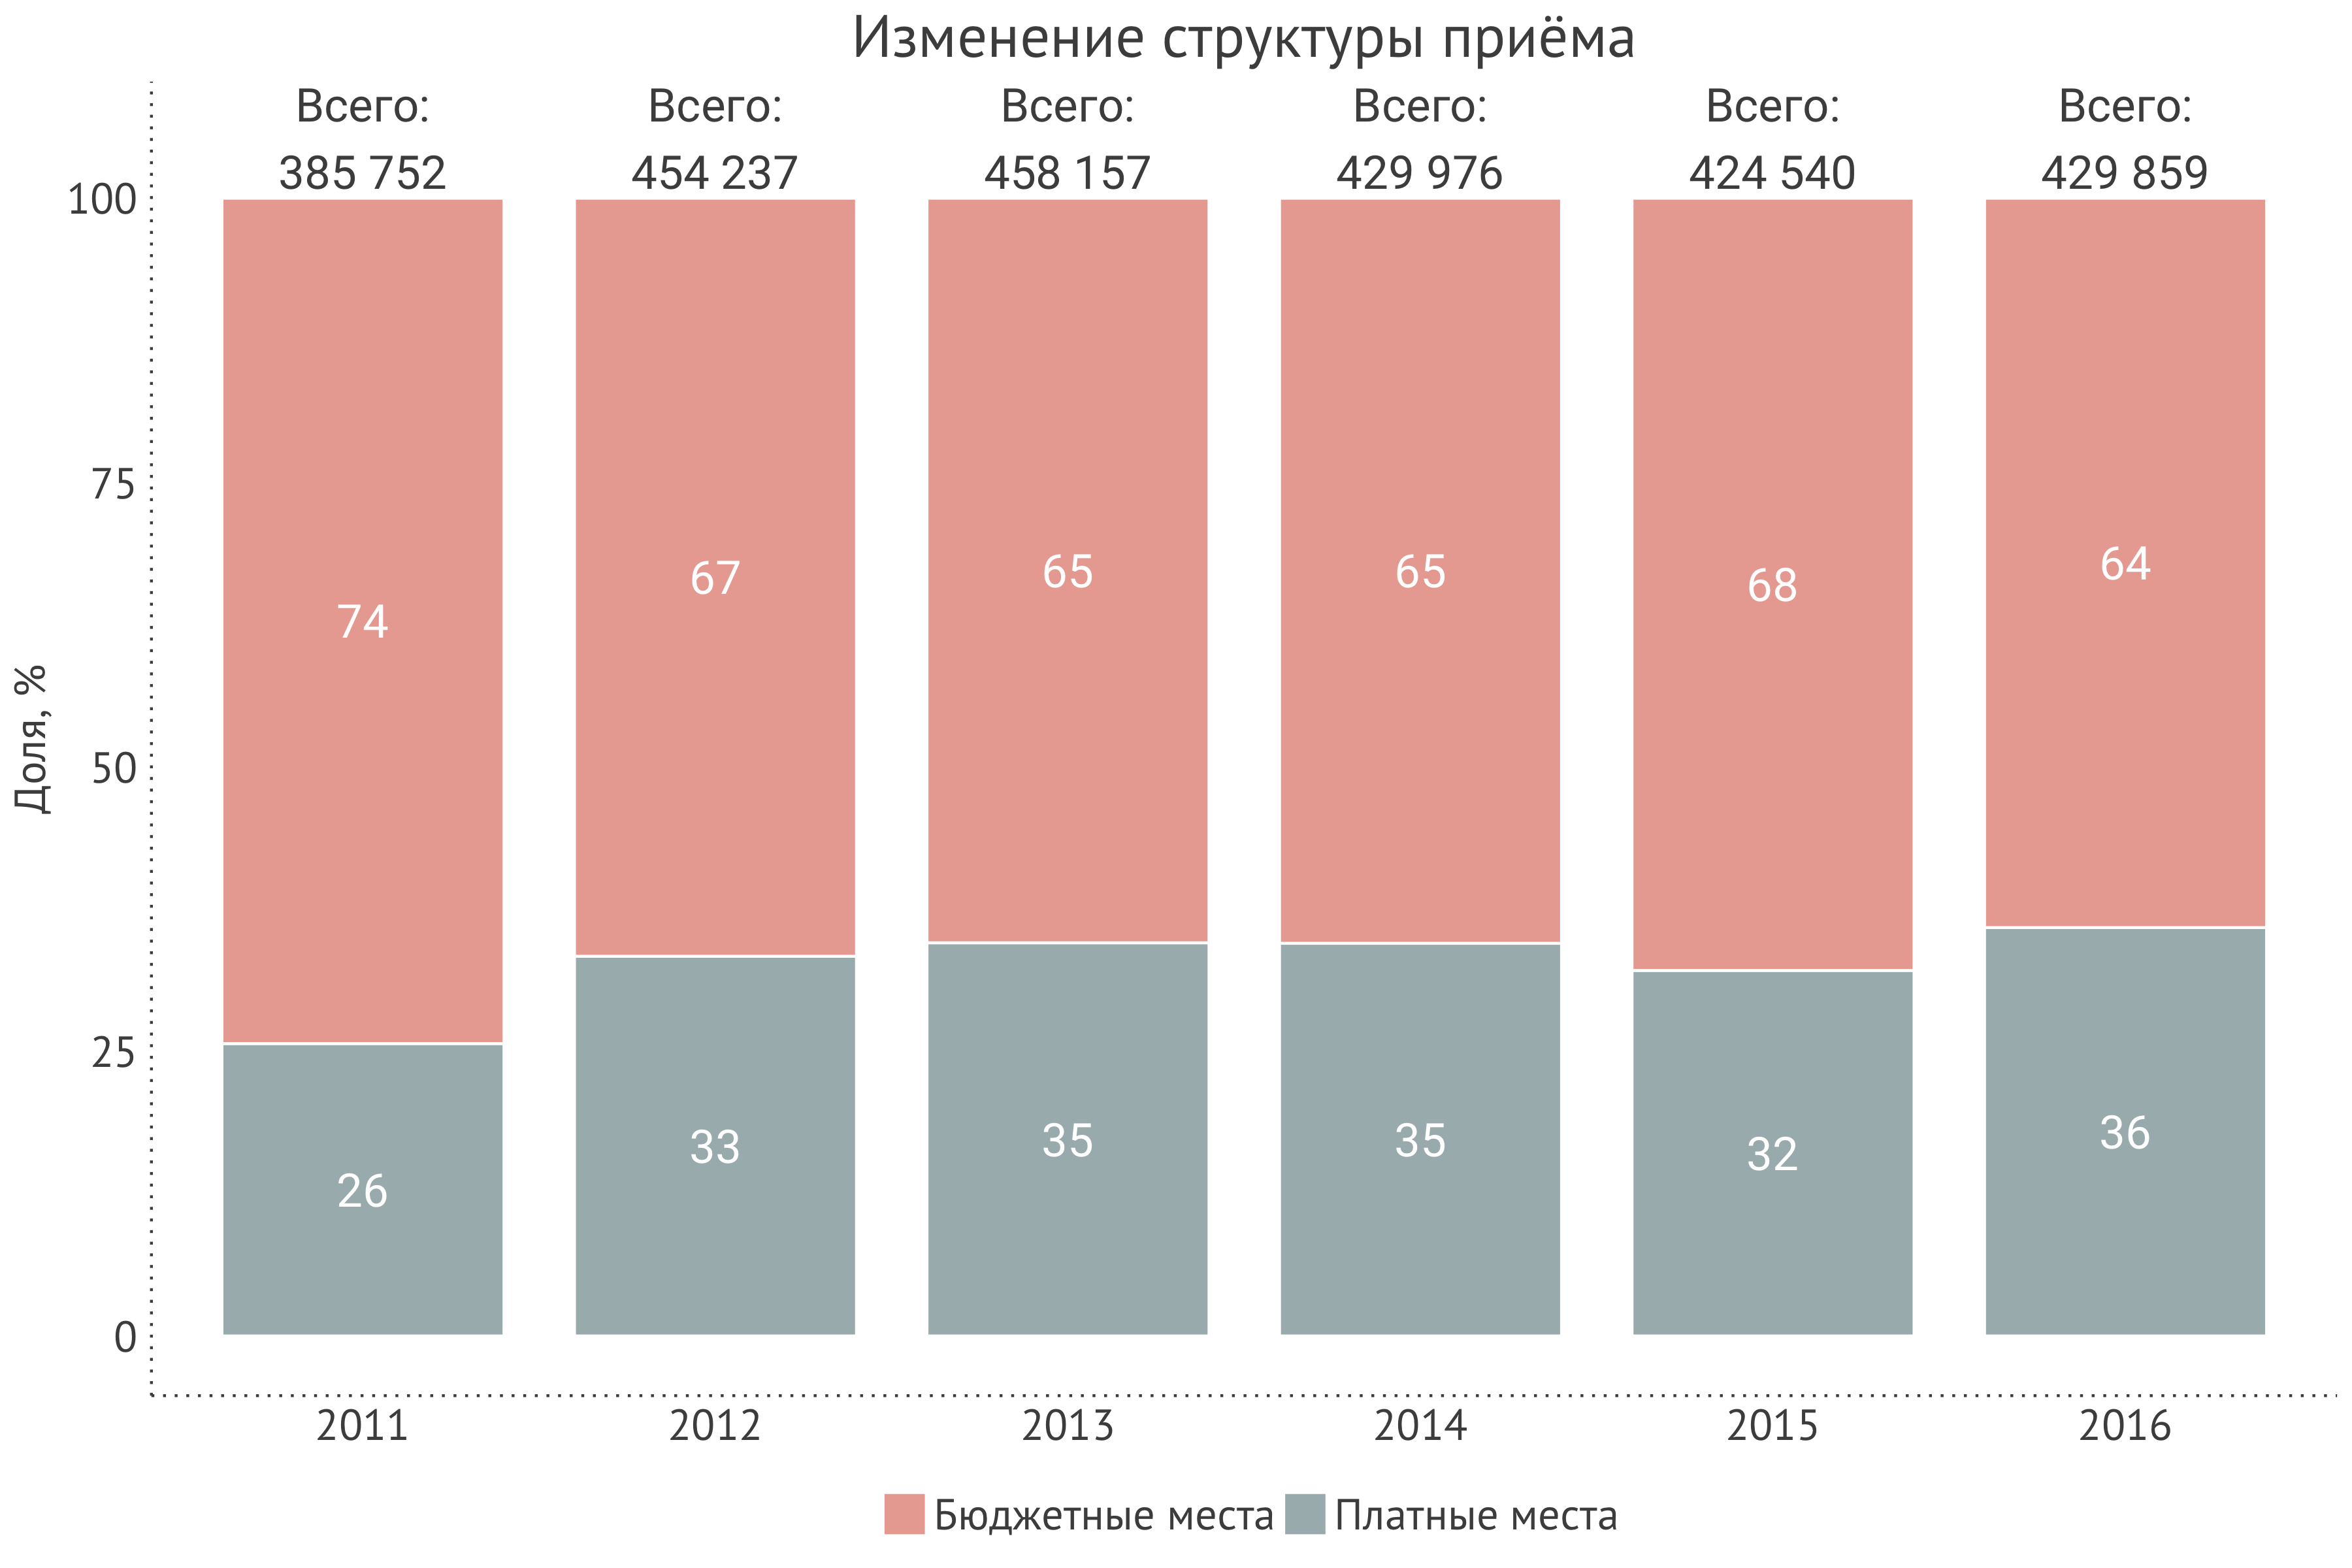 Изменение структуры приёма
Всего: Всего: Всего: Всего: Всего: Всего:
385 752 454 237 458 157 429 976 424 540 429 859
100
75
50
25
0
Доля, %
74 67 65 65 68 64
26 33 35 35 32 36
2011 2012 2013 2014 2015 2016
Бюджетные места Платные места